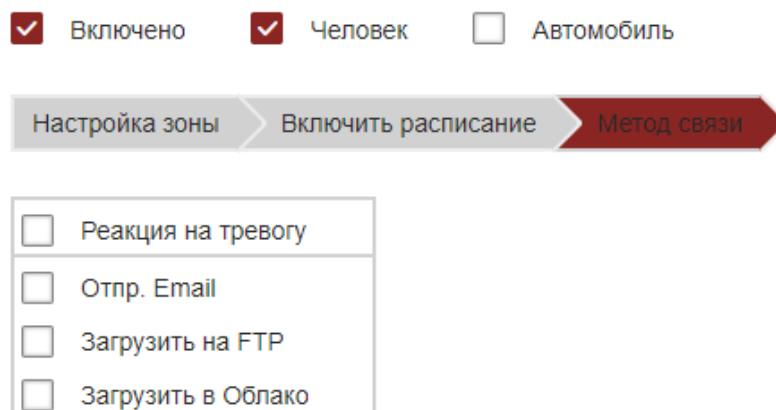 Включено Человек Автомобиль
Настройка зоны Включить расписание Метод связи
Реакция на тревогу
Отпр. Email
Загрузить на FTP
Загрузить в Облако